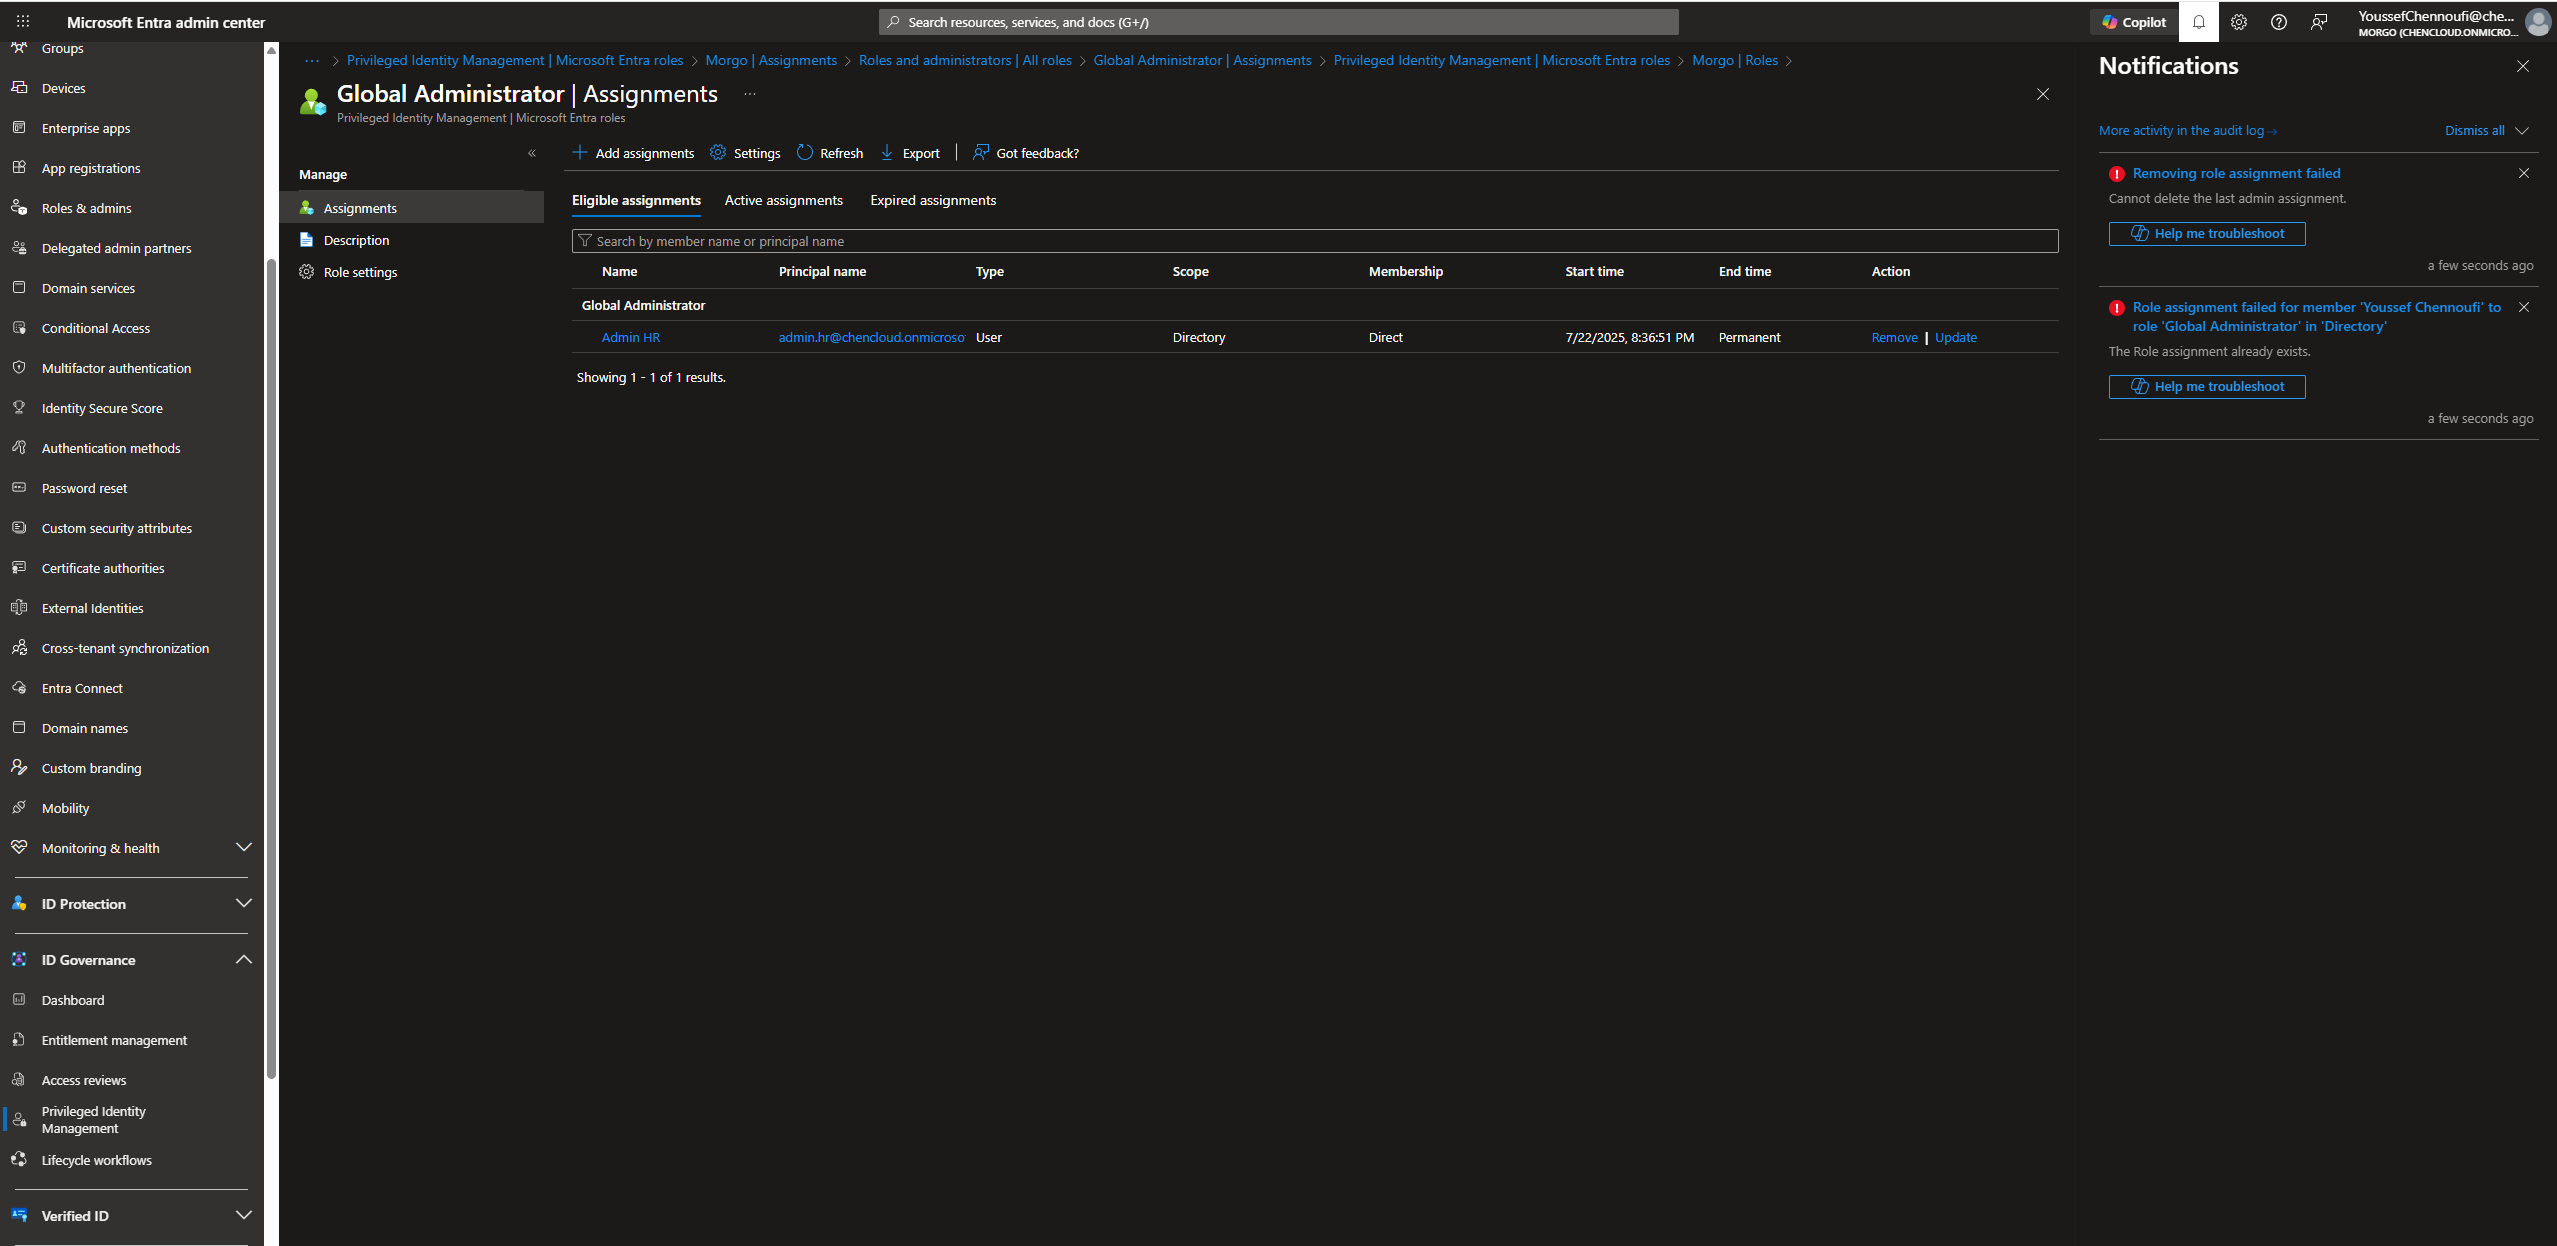 Microsoft Entra admin center
Search resources, services, and docs (G+/)
Copilot
YoussefChennoufi@che...
MORGO (CHENCLOUD.ONMICRO...
Groups
Devices
Enterprise apps
App registrations
Roles & admins
Delegated admin partners
Domain services
Conditional Access
Multifactor authentication
Identity Secure Score
Authentication methods
Password reset
Custom security attributes
Certificate authorities
External Identities
Cross-tenant synchronization
Entra Connect
Domain names
Custom branding
Mobility
Monitoring & health
ID Protection
ID Governance
Dashboard
Entitlement management
Access reviews
Privileged Identity
Management
Lifecycle workflows
Verified ID
... > Privileged Identity Management | Microsoft Entra roles > Morgo | Assignments > Roles and administrators | All roles > Global Administrator | Assignments > Privileged Identity Management | Microsoft Entra roles > Morgo | Roles >
Global Administrator | Assignments ...
Privileged Identity Management | Microsoft Entra roles
«
Manage
Assignments
Description
Role settings
Add assignments Settings Refresh Export | Got feedback?
Eligible assignments Active assignments Expired assignments
Search by member name or principal name
Name Principal name Type Scope Membership Start time End time Action
Global Administrator
Admin HR admin.hr@chencloud.onmicroso User Directory Direct 7/22/2025, 8:36:51 PM Permanent Remove | Update
Showing 1 - 1 of 1 results.
Notifications
More activity in the audit log → Dismiss all
Removing role assignment failed
Cannot delete the last admin assignment.
Help me troubleshoot
a few seconds ago
Role assignment failed for member 'Youssef Chennoufi' to
role 'Global Administrator' in 'Directory'
The Role assignment already exists.
Help me troubleshoot
a few seconds ago